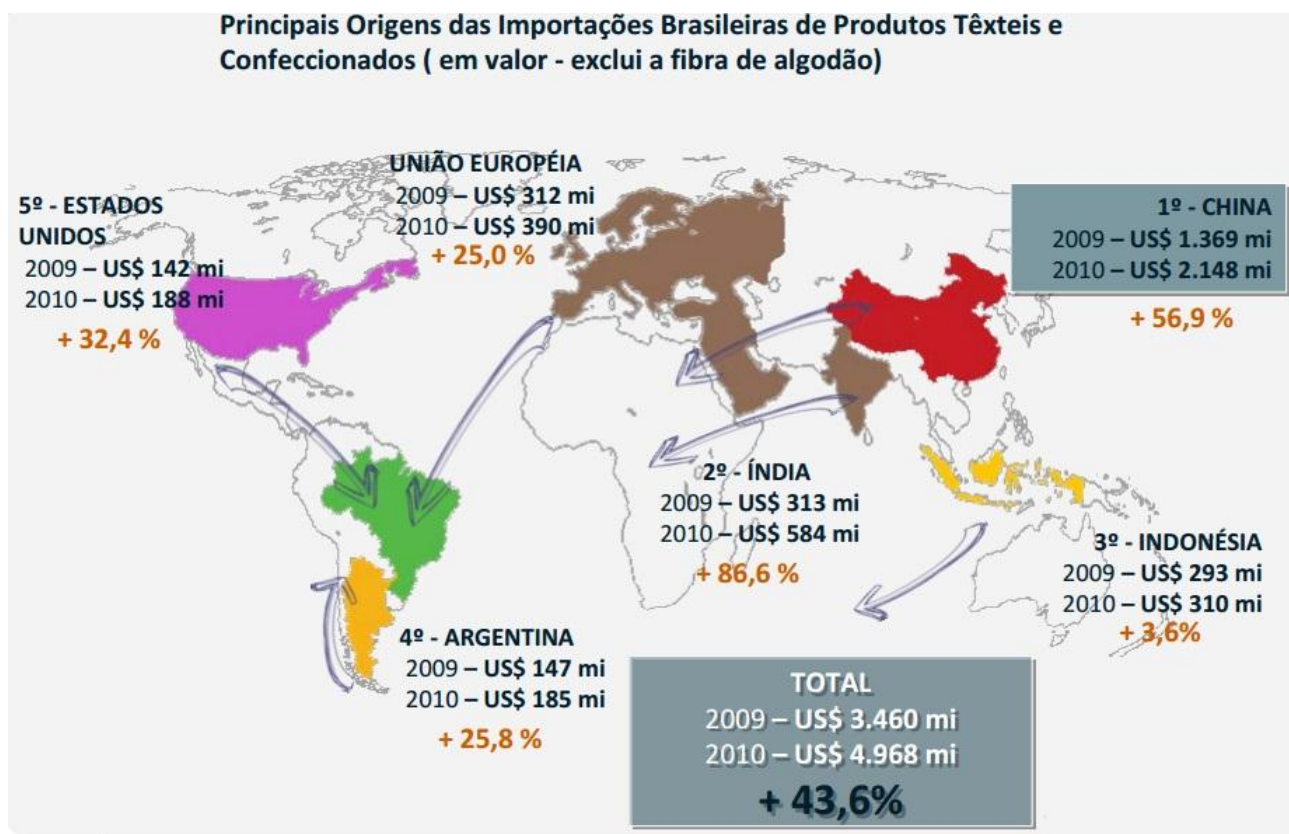 Principais Origens das Importações Brasileiras de Produtos Têxteis e
Confeccionados ( em valor - exclui a fibra de algodão)
UNIÃO EUROPÉIA
2009 – US$ 312 mi
2010 – US$ 390 mi
+ 25,0 %
5º - ESTADOS
UNIDOS
2009 – US$ 142 mi
2010 – US$ 188 mi
+ 32,4 %
1º - CHINA
2009 – US$ 1.369 mi
2010 – US$ 2.148 mi
+ 56,9 %
2º - ÍNDIA
2009 – US$ 313 mi
2010 – US$ 584 mi
+ 86,6 %
3º - INDONÉSIA
2009 – US$ 293 mi
2010 – US$ 310 mi
+ 3,6%
4º - ARGENTINA
2009 – US$ 147 mi
2010 – US$ 185 mi
+ 25,8 %
TOTAL
2009 – US$ 3.460 mi
2010 – US$ 4.968 mi
+ 43,6%